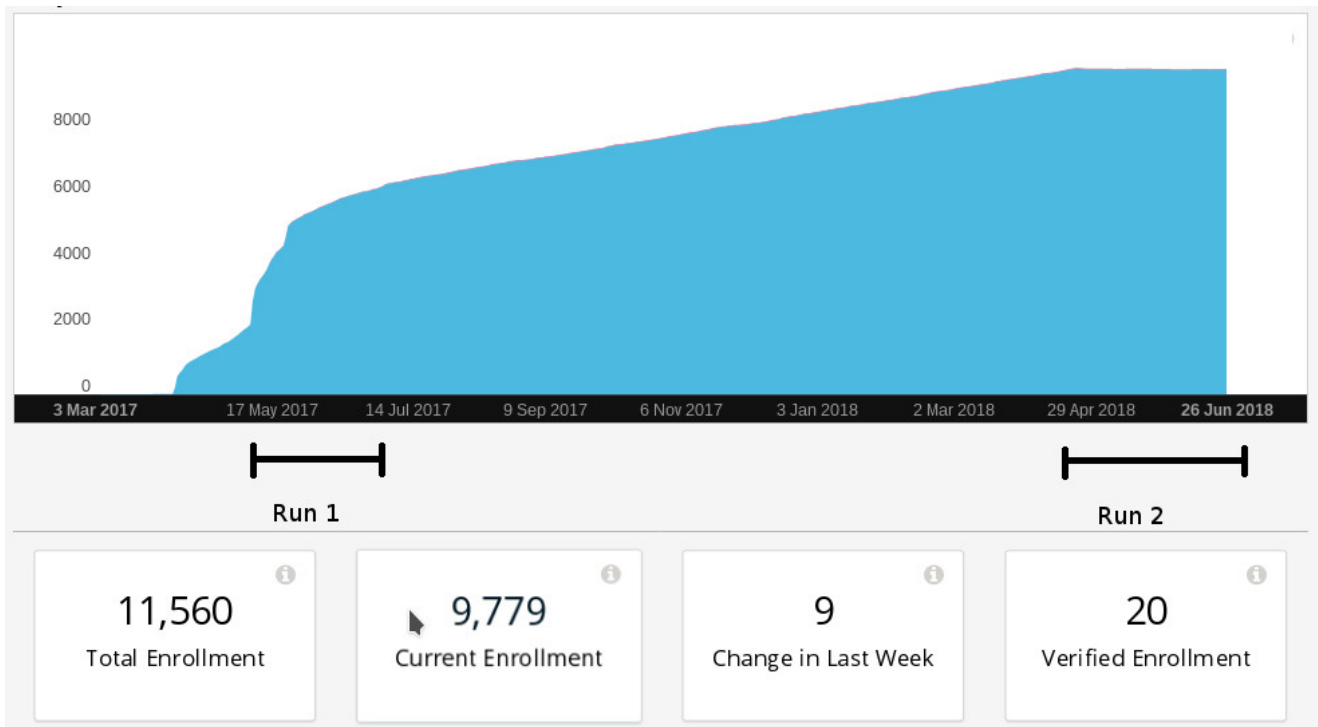 8000
6000
4000
2000
0
3 Mar 2017 17 May 2017 14 Jul 2017 9 Sep 2017 6 Nov 2017 3 Jan 2018 2 Mar 2018 29 Apr 2018 26 Jun 2018
Run 1 Run 2
11,560 9,779 9 20
Total Enrollment Current Enrollment Change in Last Week Verified Enrollment